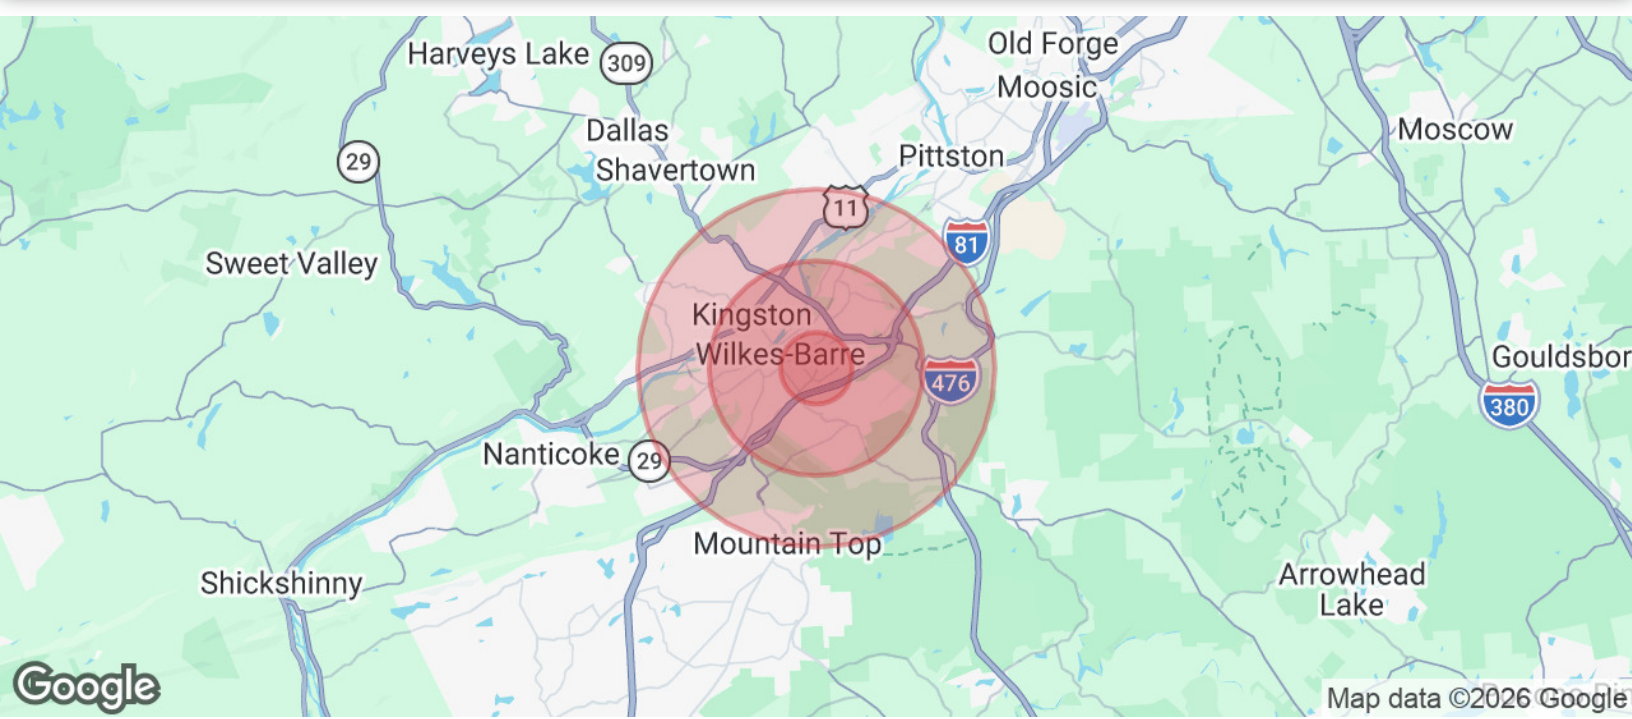 Harveys Lake
309
Old Forge
Moosic
Dallas
Moscow
29
Shavertown
Pittston
11
81
Sweet Valley
Kingston
Wilkes-Barre
Gouldsbor
476
380
Nanticoke
29
Mountain Top
Shickshinny
Arrowhead
Lake
Google
Map data ©2026 Google